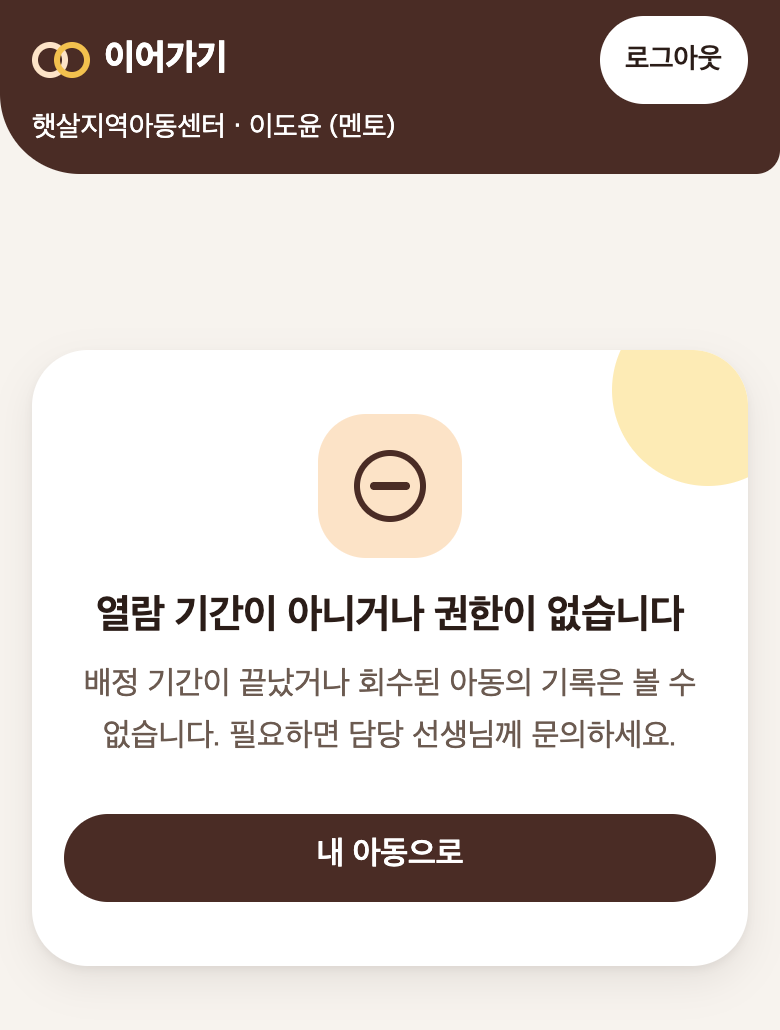 이어가기
로그아웃
햇살지역아동센터 · 이도윤 (멘토)
열람 기간이 아니거나 권한이 없습니다
배정 기간이 끝났거나 회수된 아동의 기록은 볼 수
없습니다. 필요하면 담당 선생님께 문의하세요.
내 아동으로